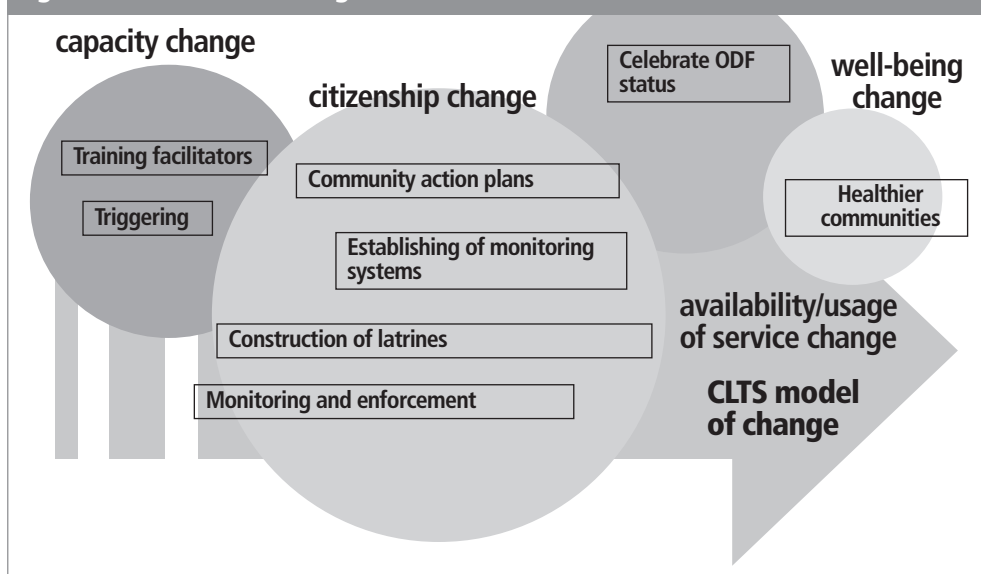 capacity change
Training facilitators
Triggering
citizenship change
Community action plans
Establishing of monitoring
systems
Construction of latrines
Monitoring and enforcement
Celebrate ODF
status
availability/usage
of service change
well-being
change
Healthier
communities
CLTS model
of change